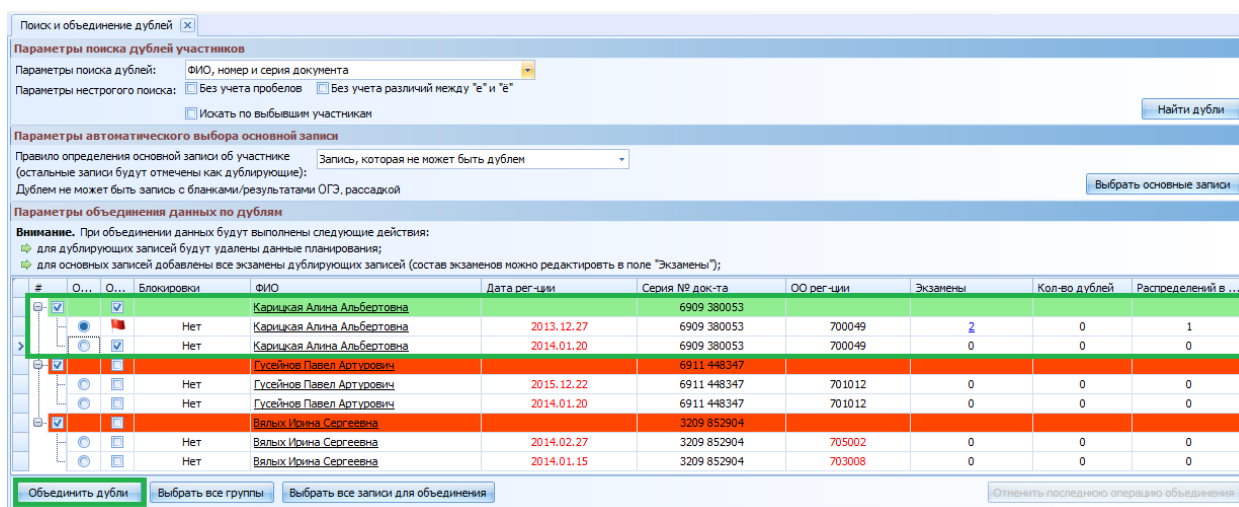 Поиск и объединение дублей
Параметры поиска дублей участников
Параметры поиска дублей: ФИО, номер и серия документа
Параметры нестрогого поиска: Без учета пробелов Без учета различий между "е" и "ё"
Искать по выбывшим участникам
Найти дубли
Параметры автоматического выбора основной записи
Правило определения основной записи об участнике Запись, которая не может быть дублем
(остальные записи будут отмечены как дублирующие):
Дублем не может быть запись с бланками/результатами ОГЭ, рассадкой
Выбрать основные записи
Параметры объединения данных по дублям
Внимание. При объединении данных будут выполнены следующие действия:
для дублирующих записей будут удалены данные планирования;
для основных записей добавлены все экзамены дублирующих записей (состав экзаменов можно редактировть в поле "Экзамены");
# О... О... Блокировки ФИО Дата рег-ции Серия № док-та ОО рег-ции Экзамены Кол-во дублей Распределений в ...
Карицкая Алина Альбертовна 6909 380053
Нет Карицкая Алина Альбертовна 2013.12.27 6909 380053 700049 2 0 1
Нет Карицкая Алина Альбертовна 2014.01.20 6909 380053 700049 0 0 0
Гусейнов Павел Артурович 6911 448347
Нет Гусейнов Павел Артурович 2015.12.22 6911 448347 701012 0 0 0
Нет Гусейнов Павел Артурович 2014.01.20 6911 448347 701012 0 0 0
Вялых Ирина Сергеевна 3209 852904
Нет Вялых Ирина Сергеевна 2014.02.27 3209 852904 705002 0 0 0
Нет Вялых Ирина Сергеевна 2014.01.15 3209 852904 703008 0 0 0
Объединить дубли Выбрать все группы Выбрать все записи для объединения Отменить последнюю операцию объединения